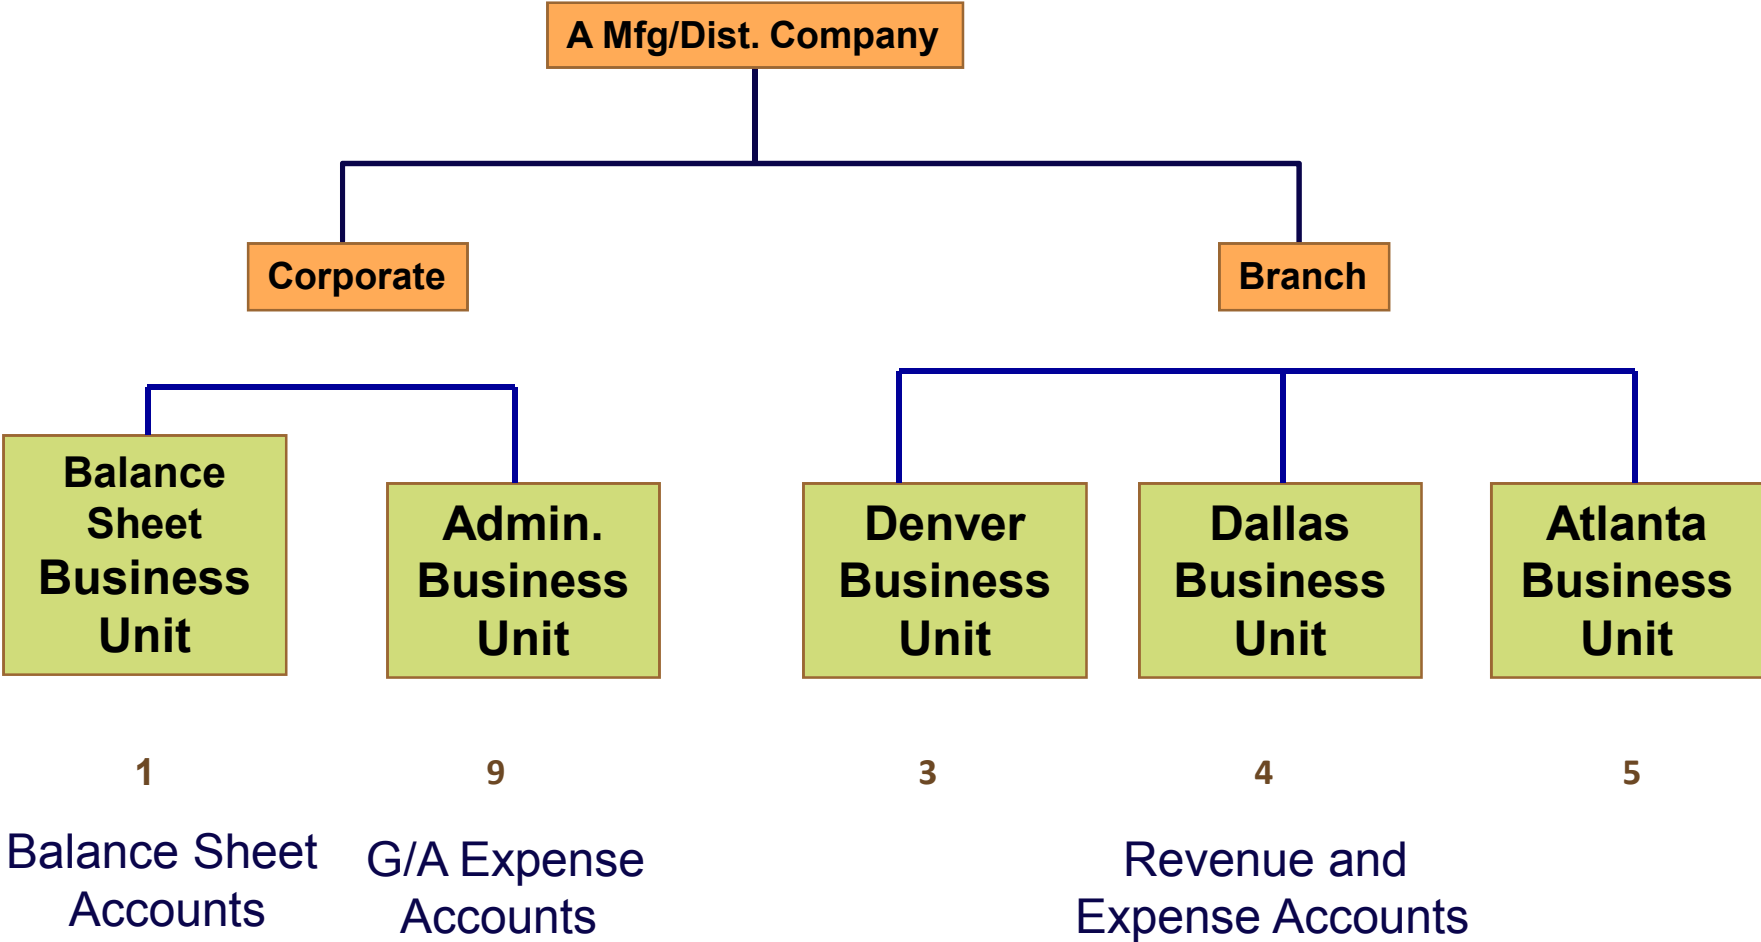 A Mfg/Dist. Company
Corporate
Branch
Balance
Sheet
Business
Unit
Admin.
Business
Unit
Denver
Business
Unit
Dallas
Business
Unit
Atlanta
Business
Unit
1
9
3
4
5
Balance Sheet
Accounts
G/A Expense
Accounts
Revenue and
Expense Accounts